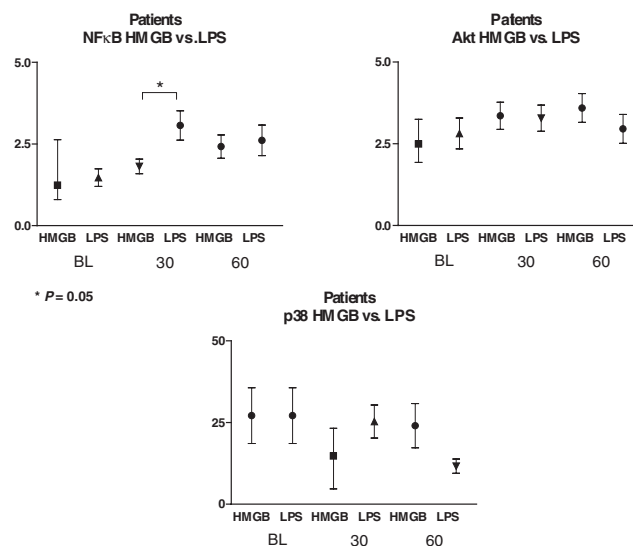 Patients
NFκB HMGB vs.LPS
5.0
*
2.5
0.0
HMGB LPS HMGB LPS HMGB LPS
BL 30 60
* P = 0.05
Patients
Akt HMGB vs. LPS
5.0
2.5
0.0
HMGB LPS HMGB LPS HMGB LPS
BL 30 60
Patients
p38 HMGB vs. LPS
50
25
0
HMGB LPS HMGB LPS HMGB LPS
BL 30 60